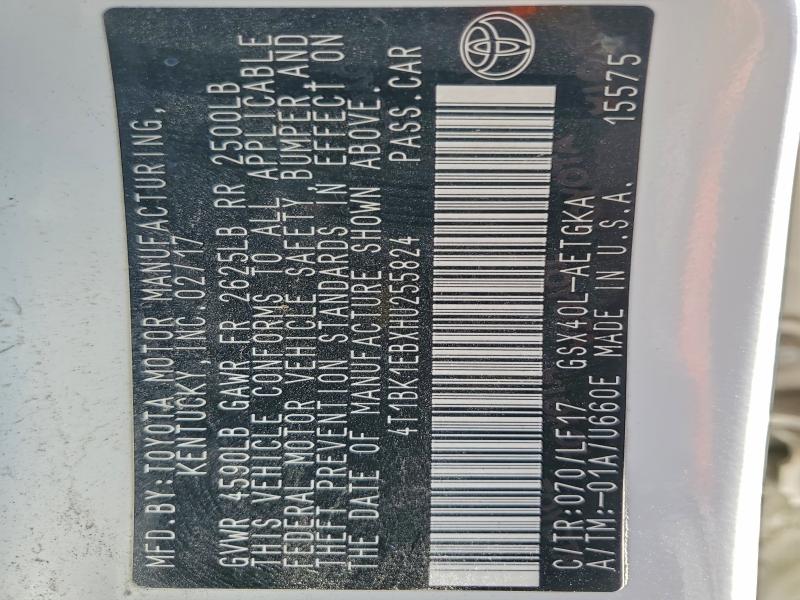 MFD.BY:TOYOTA MOTOR MANUFACTURING,
KENTUCKY INC.02/17
GVWR 4590LB GAWR FR 2625LB RR 2500LB
THIS VEHICLE CONFORMS TO ALL APPLICABLE
FEDERAL MOTOR VEHICLE SAFETY, BUMPER,AND
THEFT PREVENTION STANDARDS IN EFFECT ON
THE DATE OF MANUFACTURE SHOWN ABOVE.
4T1BK1EBXHU255824 PASS.CAR
C/TR:070/LF17 GSX40L-AETGKA
A/TM:-01A/U660E MADE IN U.S.A. 15575